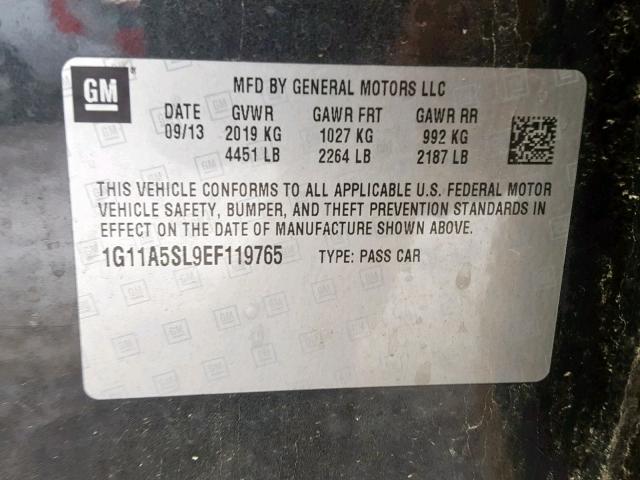 GM
MFD BY GENERAL MOTORS LLC
DATE GVWR GAWR FRT GAWR RR
09/13 2019 KG 1027 KG 992 KG
4451 LB 2264 LB 2187 LB
THIS VEHICLE CONFORMS TO ALL APPLICABLE U.S. FEDERAL MOTOR
VEHICLE SAFETY, BUMPER, AND THEFT PREVENTION STANDARDS IN
EFFECT ON THE DATE OF MANUFACTURE SHOWN ABOVE.
1G11A5SL9EF119765 TYPE: PASS CAR